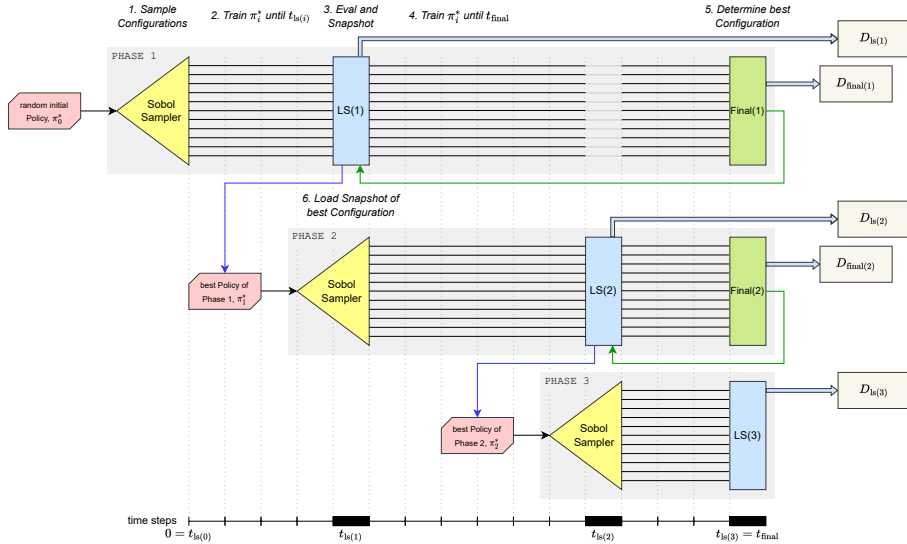 1. Sample
Configurations
2. Train π*ᵢ until t_ls(i)
3. Eval and
Snapshot
4. Train π*ᵢ until t_final
5. Determine best
Configuration
D_ls(1)
PHASE 1
random initial
Policy, π*₀
Sobol
Sampler
LS(1)
Final(1)
D_final(1)
6. Load Snapshot of
best Configuration
D_ls(2)
PHASE 2
best Policy of
Phase 1, π*₁
Sobol
Sampler
LS(2)
Final(2)
D_final(2)
PHASE 3
D_ls(3)
best Policy of
Phase 2, π*₂
Sobol
Sampler
LS(3)
time steps
0 = t_ls(0)
t_ls(1)
t_ls(2)
t_ls(3) = t_final